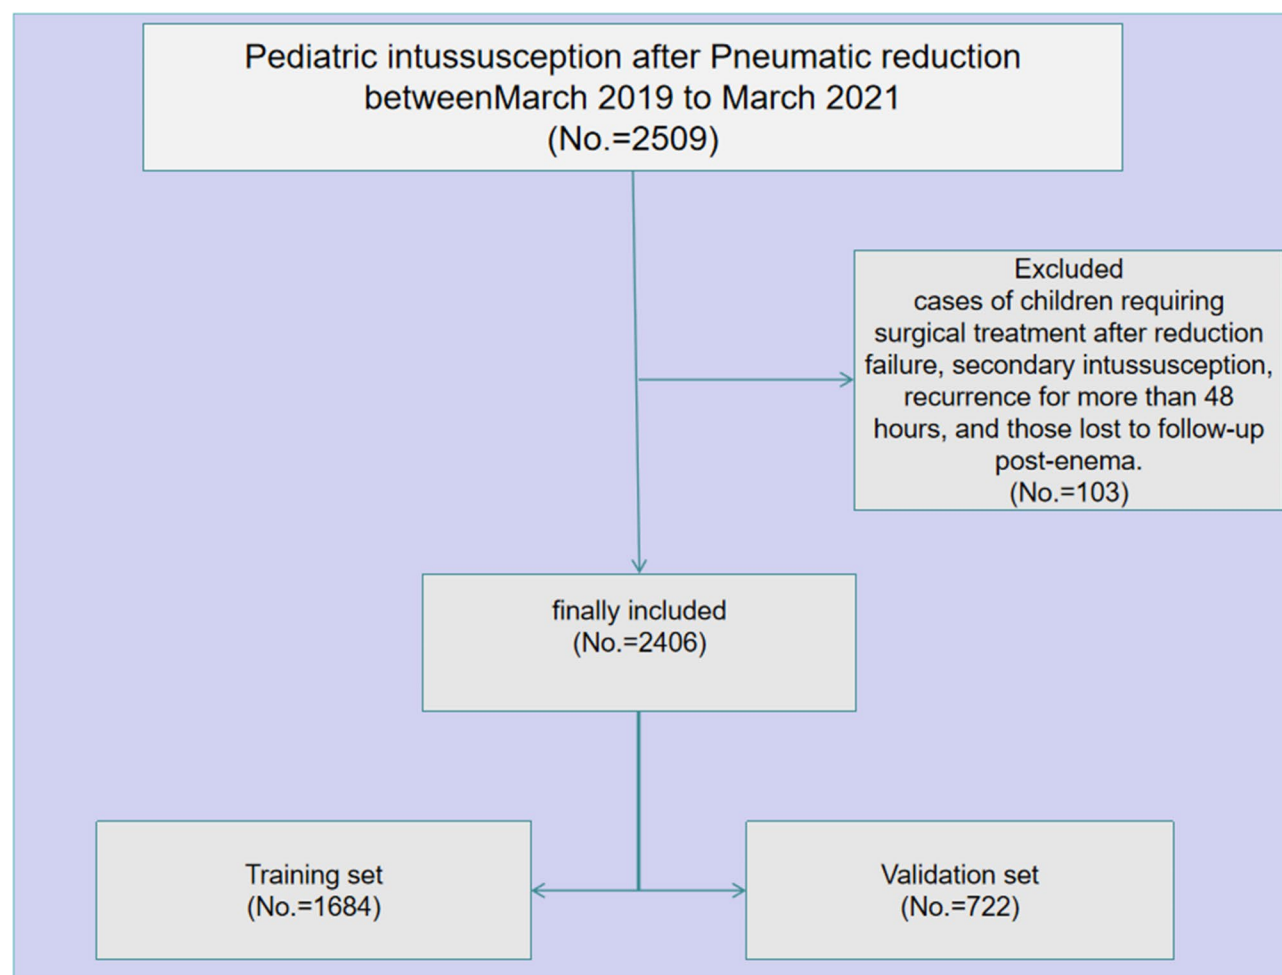 Pediatric intussusception after Pneumatic reduction
betweenMarch 2019 to March 2021
(No.=2509)
Excluded
cases of children requiring
surgical treatment after reduction
failure, secondary intussusception,
recurrence for more than 48
hours, and those lost to follow-up
post-enema.
(No.=103)
finally included
(No.=2406)
Training set
(No.=1684)
Validation set
(No.=722)